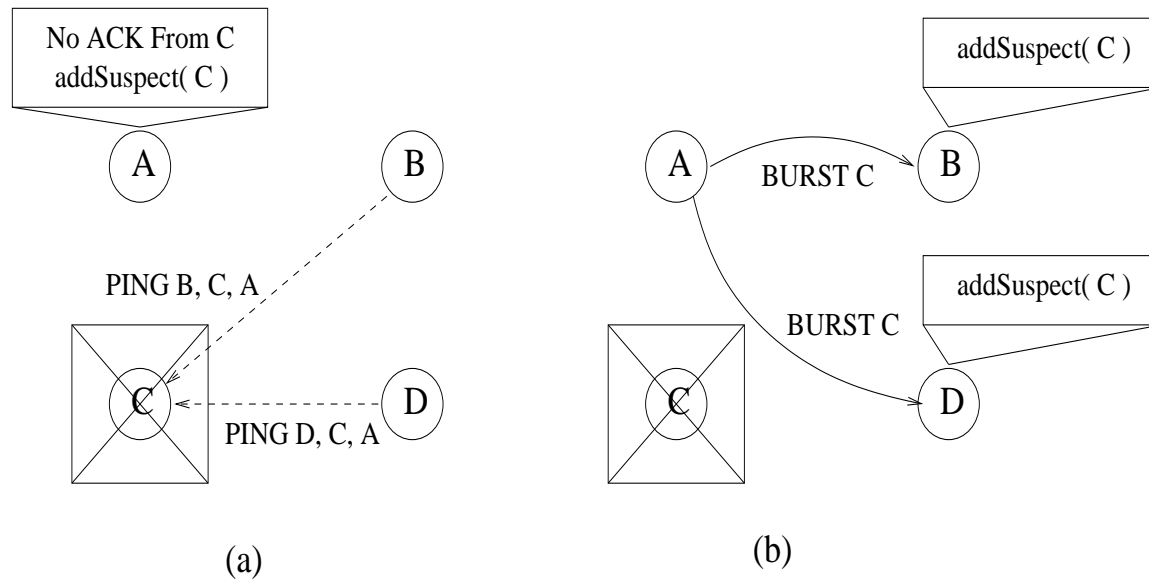 No ACK From C
addSuspect( C )
A
B
PING B, C, A
C
D
PING D, C, A
(a)
addSuspect( C )
A
B
BURST C
addSuspect( C )
BURST C
C
D
(b)